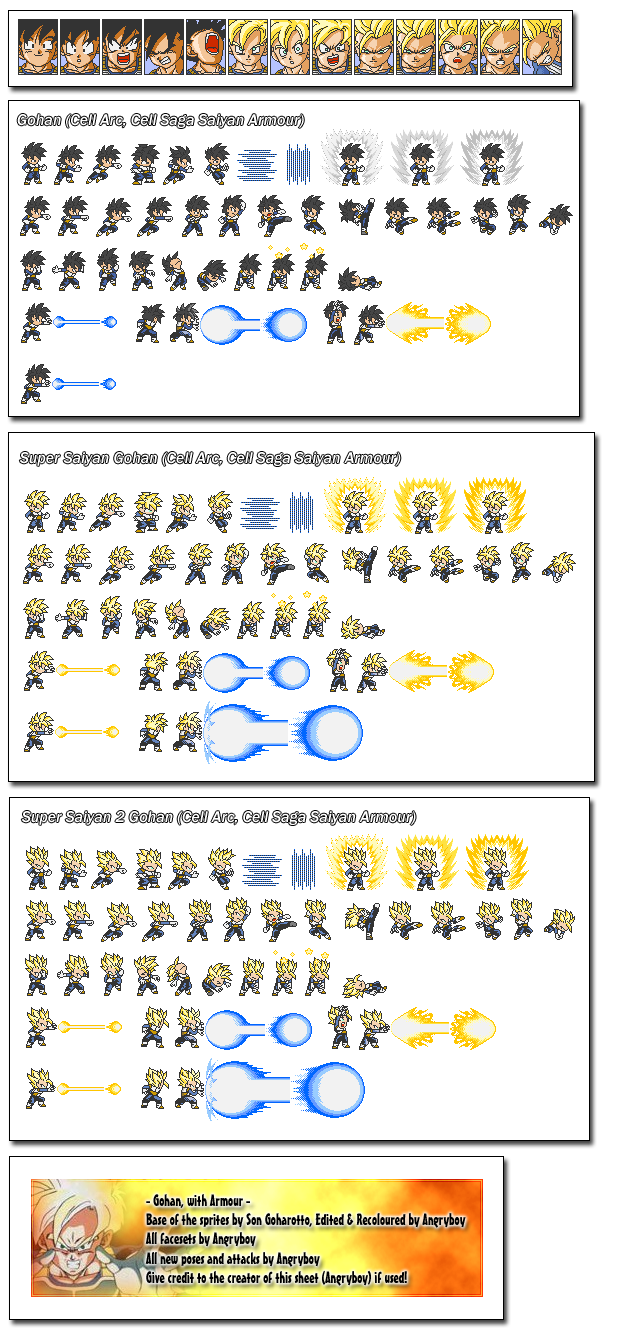 Gohan (Cell Arc, Cell Saga Saiyan Armour)
Super Saiyan Gohan (Cell Arc, Cell Saga Saiyan Armour)
Super Saiyan 2 Gohan (Cell Arc, Cell Saga Saiyan Armour)
- Gohan, with Armour -
Base of the sprites by Son Goharotto, Edited & Recoloured by Angryboy
All facesets by Angryboy
All new poses and attacks by Angryboy
Give credit to the creator of this sheet (Angryboy) if used!